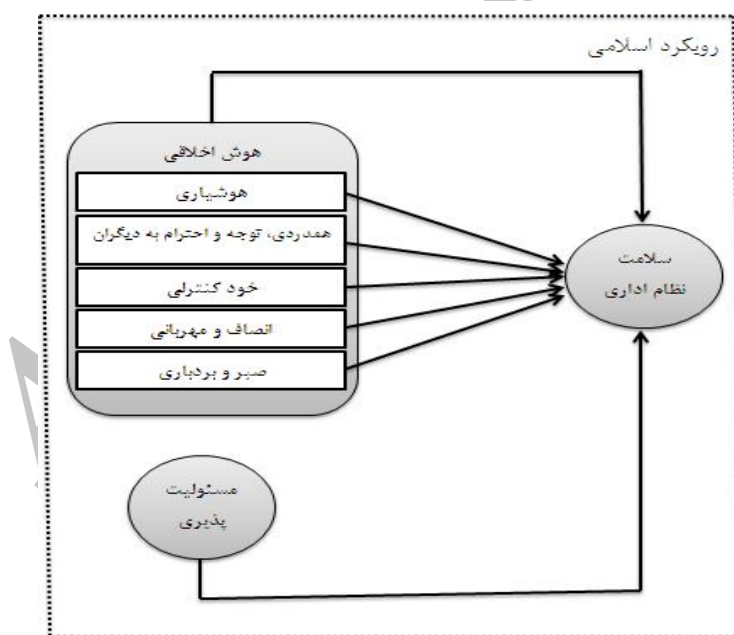 رویکرد اسلامی
هوش اخلاقی
هوشیاری
همدردی، توجه و احترام به دیگران
خود کنترلی
انصاف و مهربانی
صبر و بردباری
سلامت
نظام اداری
مسئولیت
پذیری